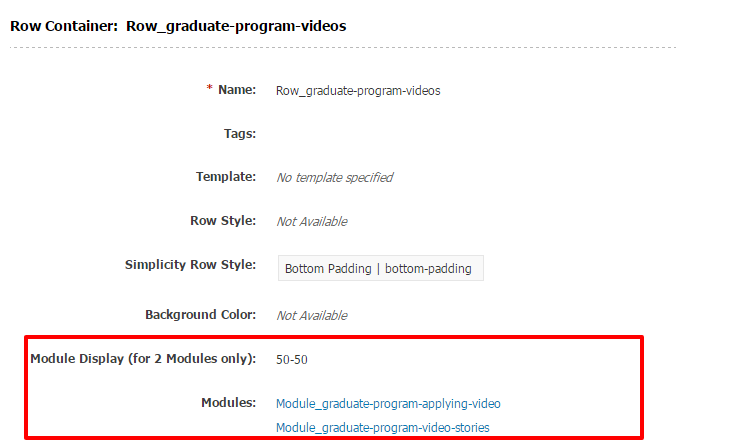 Row Container: Row_graduate-program-videos
* Name: Row_graduate-program-videos
Tags:
Template: No template specified
Row Style: Not Available
Simplicity Row Style: Bottom Padding | bottom-padding
Background Color: Not Available
Module Display (for 2 Modules only): 50-50
Modules: Module_graduate-program-applying-video
Module_graduate-program-video-stories